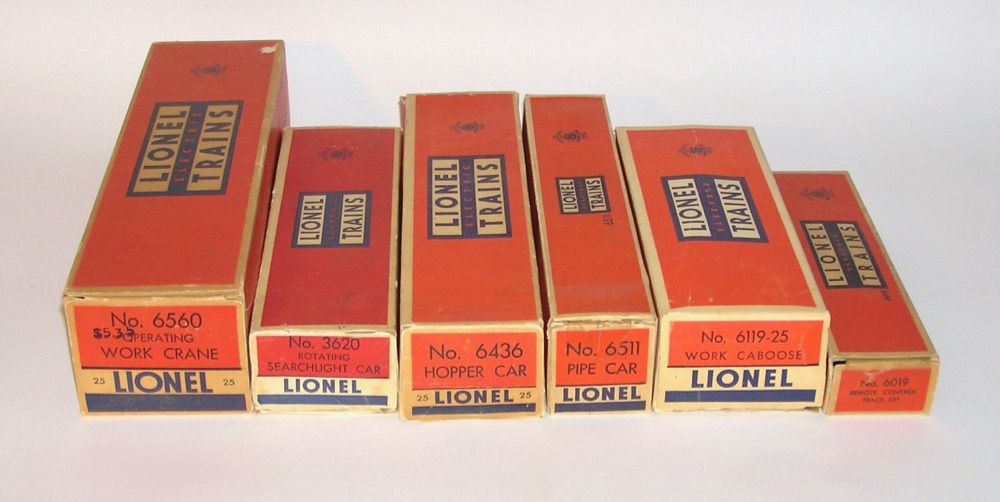 LIONEL
ELECTRIC
TRAINS
No. 6560
$5.35
OPERATING
WORK CRANE
25 LIONEL 25
LIONEL
ELECTRIC
TRAINS
No. 3620
ROTATING
SEARCHLIGHT CAR
LIONEL
LIONEL
ELECTRIC
TRAINS
No. 6436
HOPPER CAR
25 LIONEL 25
LIONEL
ELECTRIC
TRAINS
6511
No. 6511
PIPE CAR
LIONEL
LIONEL
ELECTRIC
TRAINS
No. 6119-25
WORK CABOOSE
LIONEL
LIONEL
ELECTRIC
TRAINS
No. 6019
REMOTE CONTROL
TRACK SET